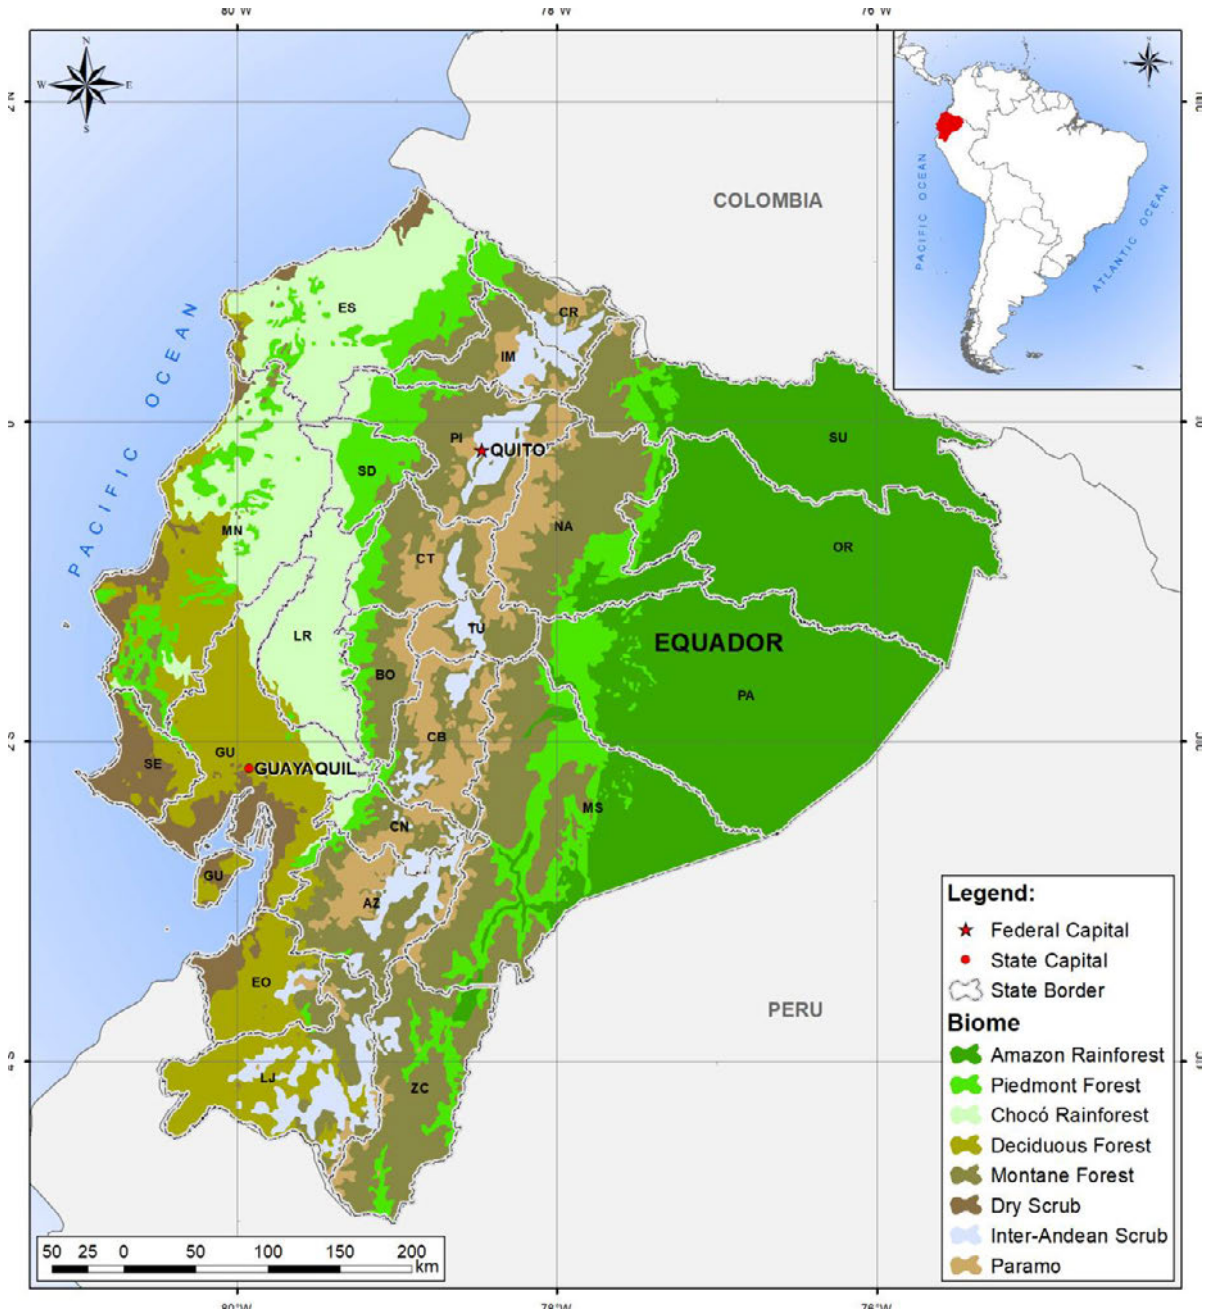 80°W 78°W 76°W
N
W E
S
COLOMBIA
PACIFIC OCEAN
ATLANTIC OCEAN
PACIFIC OCEAN
ES
CR
IM
PI
QUITO
SU
SD
MN
NA
OR
CT
LR
TU
EQUADOR
BO
PA
CB
GU
SE
GUAYAQUIL
MS
CN
GU
AZ
EO
PERU
LJ
ZC
Legend:
Federal Capital
State Capital
State Border
Biome
Amazon Rainforest
Piedmont Forest
Chocó Rainforest
Deciduous Forest
Montane Forest
Dry Scrub
Inter-Andean Scrub
Paramo
50 25 0 50 100 150 200
km